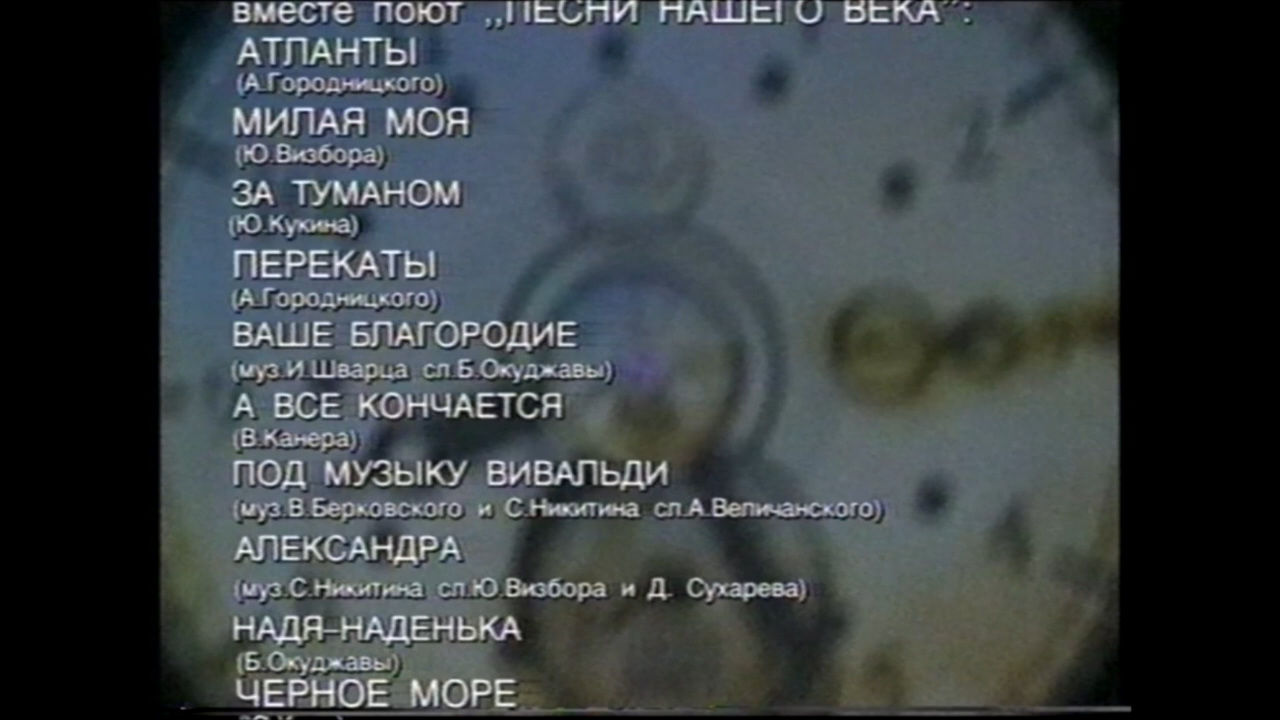 вместе поют ,,ПЕСНИ НАШЕГО ВЕКА":
АТЛАНТЫ
(А.Городницкого)
МИЛАЯ МОЯ
(Ю.Визбора)
ЗА ТУМАНОМ
(Ю.Кукина)
ПЕРЕКАТЫ
(А.Городницкого)
ВАШЕ БЛАГОРОДИЕ
(муз.И.Шварца сл.Б.Окуджавы)
А ВСЕ КОНЧАЕТСЯ
(В.Канера)
ПОД МУЗЫКУ ВИВАЛЬДИ
(муз.В.Берковского и С.Никитина сл.А.Величанского)
АЛЕКСАНДРА
(муз.С.Никитина сл.Ю.Визбора и Д. Сухарева)
НАДЯ-НАДЕНЬКА
(Б.Окуджавы)
ЧЕРНОЕ МОРЕ